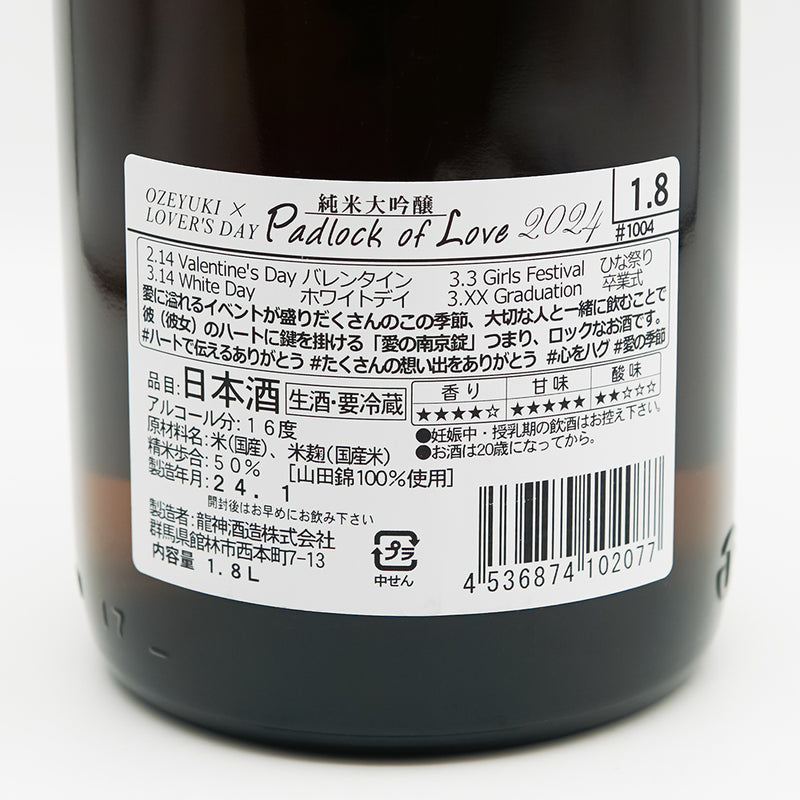 OZEYUKI ×
LOVER'S DAY
純米大吟醸
Padlock of Love 2024
1.8
#1004
2.14 Valentine's Day バレンタイン 3.3 Girls Festival ひな祭り
3.14 White Day ホワイトデイ 3.XX Graduation 卒業式
愛に溢れるイベントが盛りだくさんのこの季節、大切な人と一緒に飲むことで
彼（彼女）のハートに鍵を掛ける「愛の南京錠」つまり、ロックなお酒です。
#ハートで伝えるありがとう #たくさんの想い出をありがとう #心をハグ #愛の季節
品目:日本酒 生酒・要冷蔵
アルコール分:16度
原材料名:米(国産)、米麹(国産米)
精米歩合:50% [山田錦100%使用]
製造年月:24.1
開封後はお早めにお飲み下さい
製造者:龍神酒造株式会社
群馬県館林市西本町7-13
内容量 1.8L
香り 甘味 酸味
★★★★☆ ★★★★★ ★★☆☆☆
●妊娠中・授乳期の飲酒はお控え下さい。
●お酒は20歳になってから。
プラ
中せん
4 536874 102077
17